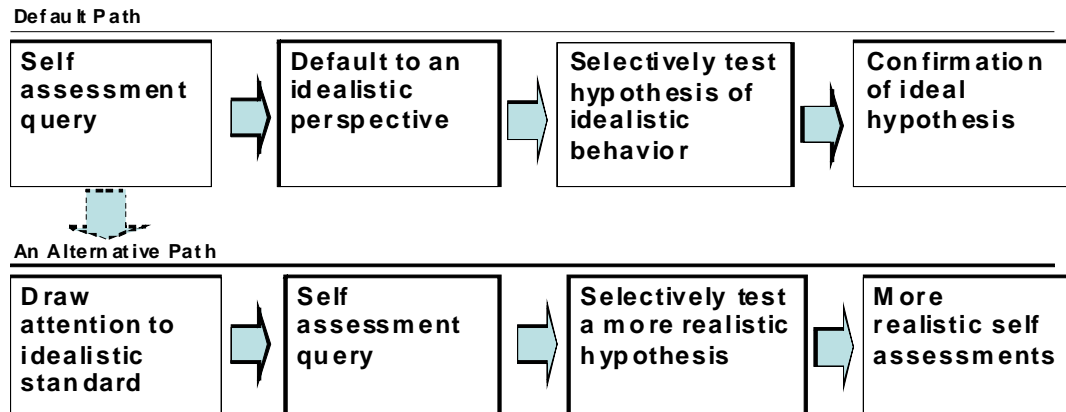 Default Path
Self
assessment
query
Default to an
idealistic
perspective
Selectively test
hypothesis of
idealistic
behavior
Confirmation
of ideal
hypothesis
An Alternative Path
Draw
attention to
idealistic
standard
Self
assessment
query
Selectively test
a more realistic
hypothesis
More
realistic self
assessments